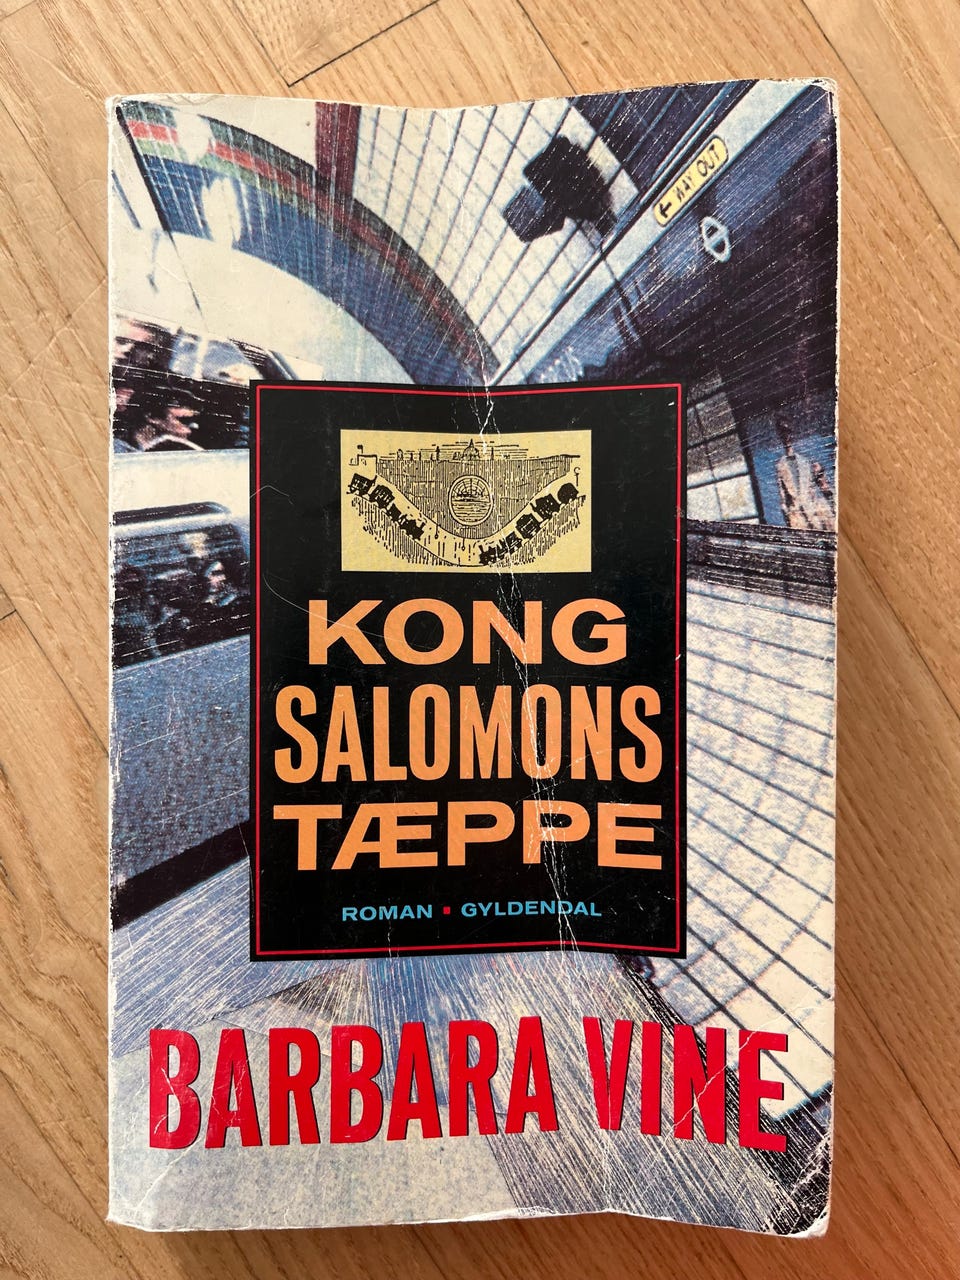 ← WAY OUT
KONG
SALOMONS
TÆPPE
ROMAN ▪ GYLDENDAL
BARBARA VINE